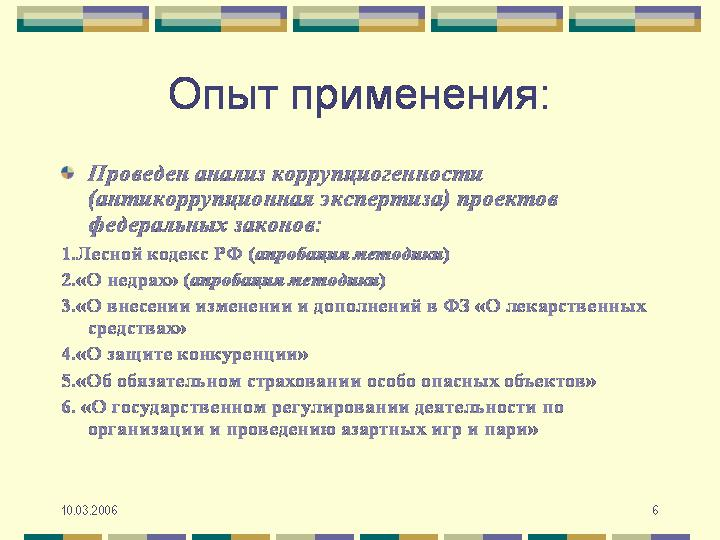 Опыт применения:
Проведен анализ коррупциогенности
(антикоррупционная экспертиза) проектов
федеральных законов:
1.Лесной кодекс РФ (апробация методики)
2.«О недрах» (апробация методики)
3.«О внесении изменении и дополнений в ФЗ «О лекарственных
средствах»
4.«О защите конкуренции»
5.«Об обязательном страховании особо опасных объектов»
6. «О государственном регулировании деятельности по
организации и проведению азартных игр и пари»
10.03.2006
6